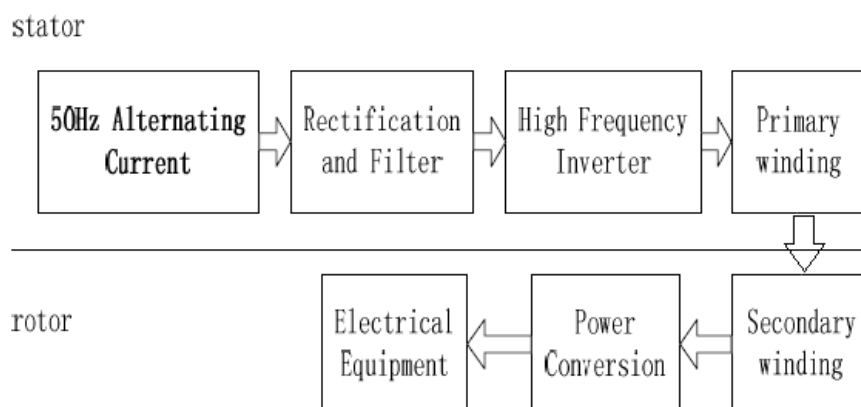 stator
50Hz Alternating
Current
Rectification
and Filter
High Frequency
Inverter
Primary
winding
rotor
Electrical
Equipment
Power
Conversion
Secondary
winding